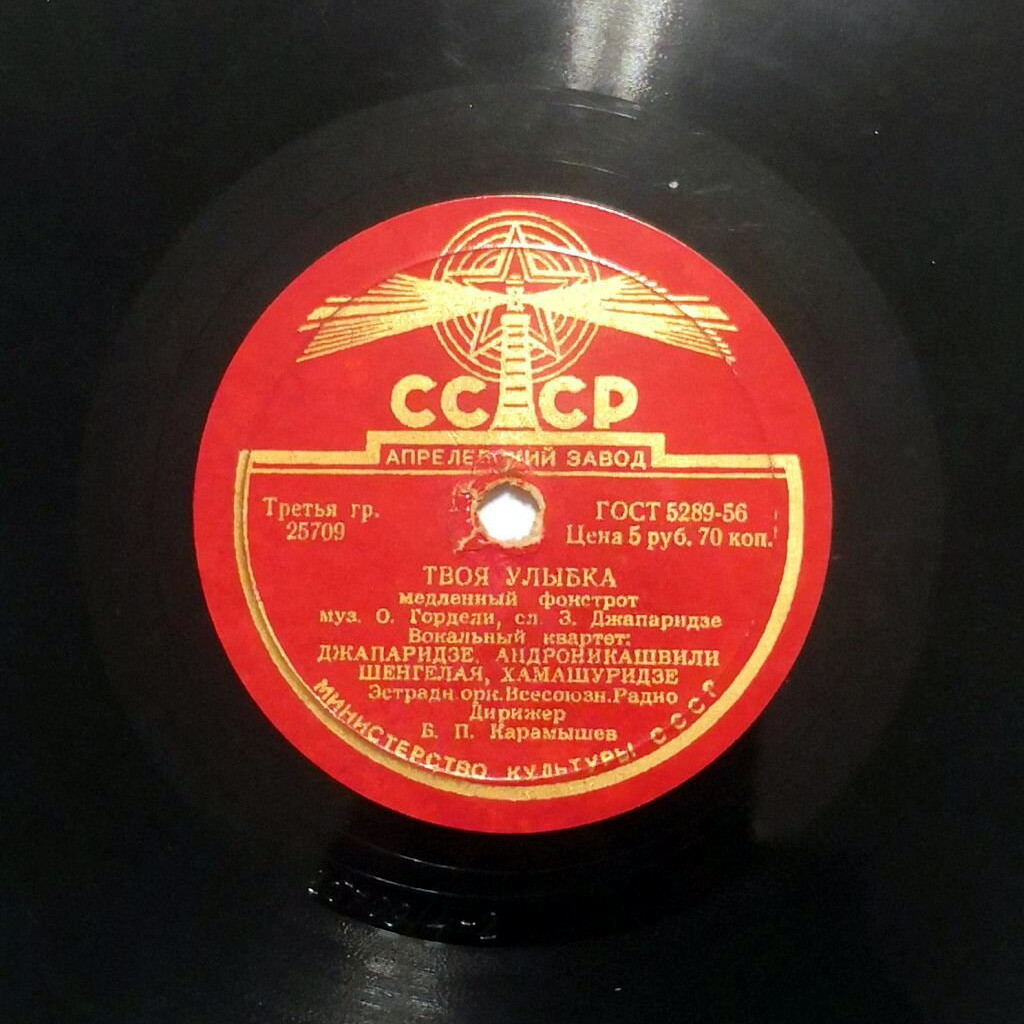 СССР
АПРЕЛЕВСКИЙ ЗАВОД
Третья гр.
25709
ГОСТ 5289-56
Цена 5 руб. 70 коп.
ТВОЯ УЛЫБКА
медленный фокстрот
муз. О. Гордели, сл. З. Джапаридзе
Вокальный квартет:
ДЖАПАРИДЗЕ, АНДРОНИКАШВИЛИ
ШЕНГЕЛАЯ, ХАМАШУРИДЗЕ
Эстрадн орк. Всесоюзн. Радио
Дирижер
Б. П. Карамышев
МИНИСТЕРСТВО КУЛЬТУРЫ СССР